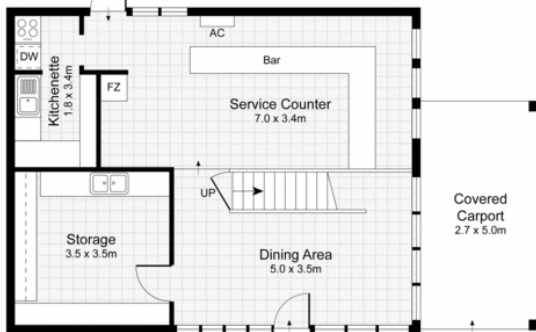 AC
DW
Bar
FZ
Kitchenette
1.8 x 3.4m
Service Counter
7.0 x 3.4m
UP
Covered
Carport
2.7 x 5.0m
Storage
3.5 x 3.5m
Dining Area
5.0 x 3.5m